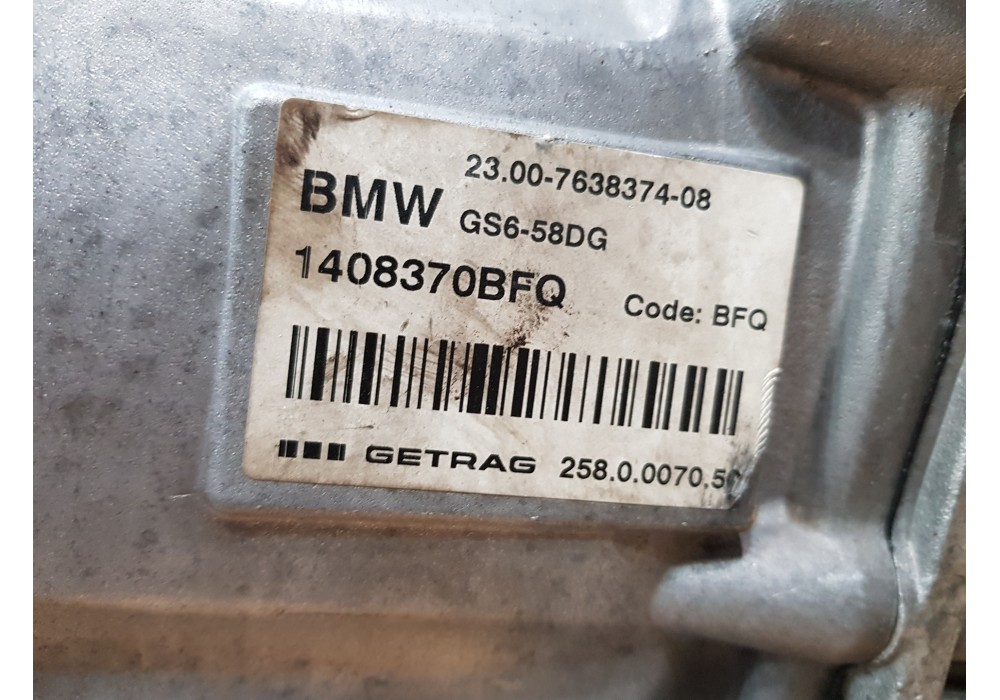 23.00-7638374-08
BMW GS6-58DG
1408370BFQ Code: BFQ
GETRAG 258.0.0070.5